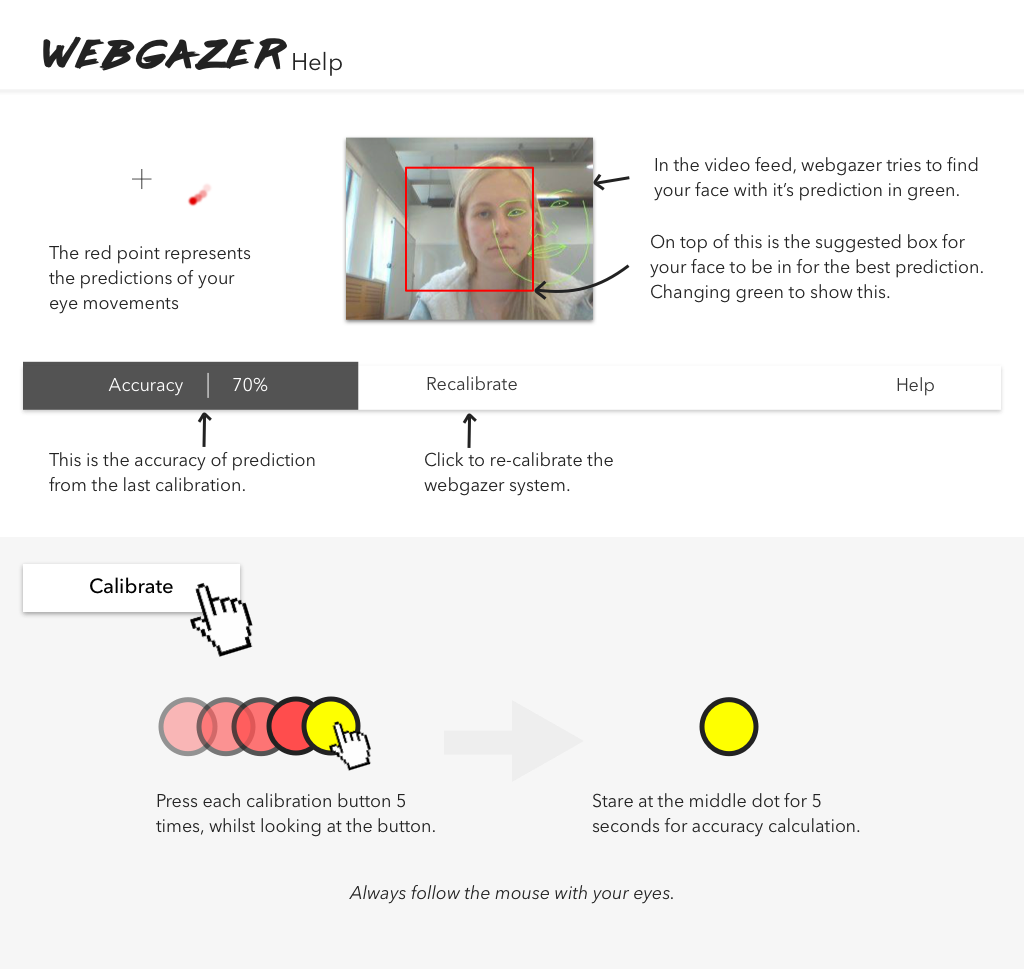 WEBGAZER Help
In the video feed, webgazer tries to find
your face with it's prediction in green.
On top of this is the suggested box for
your face to be in for the best prediction.
Changing green to show this.
The red point represents
the predictions of your
eye movements
Accuracy | 70%
Recalibrate
Help
This is the accuracy of prediction
from the last calibration.
Click to re-calibrate the
webgazer system.
Calibrate
Press each calibration button 5
times, whilst looking at the button.
Stare at the middle dot for 5
seconds for accuracy calculation.
Always follow the mouse with your eyes.